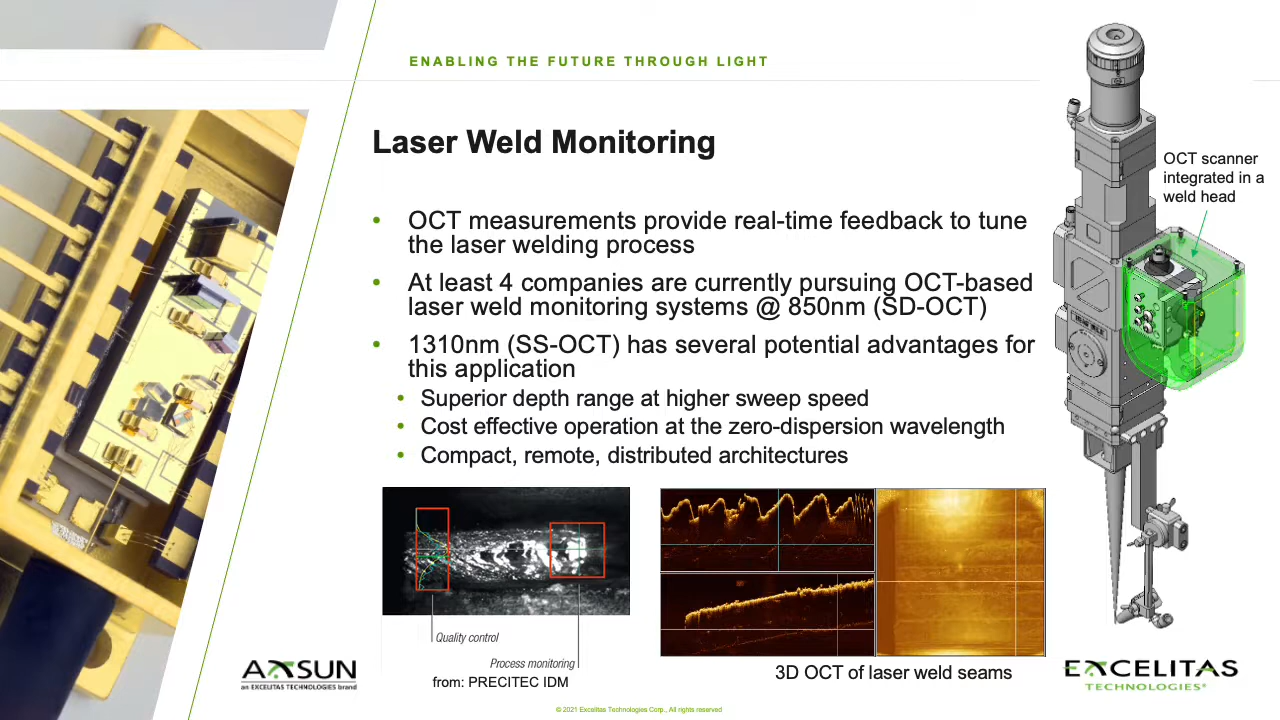 ENABLING THE FUTURE THROUGH LIGHT
Laser Weld Monitoring
OCT scanner
integrated in a
weld head
• OCT measurements provide real-time feedback to tune
the laser welding process
• At least 4 companies are currently pursuing OCT-based
laser weld monitoring systems @ 850nm (SD-OCT)
• 1310nm (SS-OCT) has several potential advantages for
this application
• Superior depth range at higher sweep speed
• Cost effective operation at the zero-dispersion wavelength
• Compact, remote, distributed architectures
Quality control
Process monitoring
from: PRECITEC IDM
3D OCT of laser weld seams
AXSUN
an EXCELITAS TECHNOLOGIES brand
EXCELITAS
TECHNOLOGIES®
© 2021 Excelitas Technologies Corp., All rights reserved